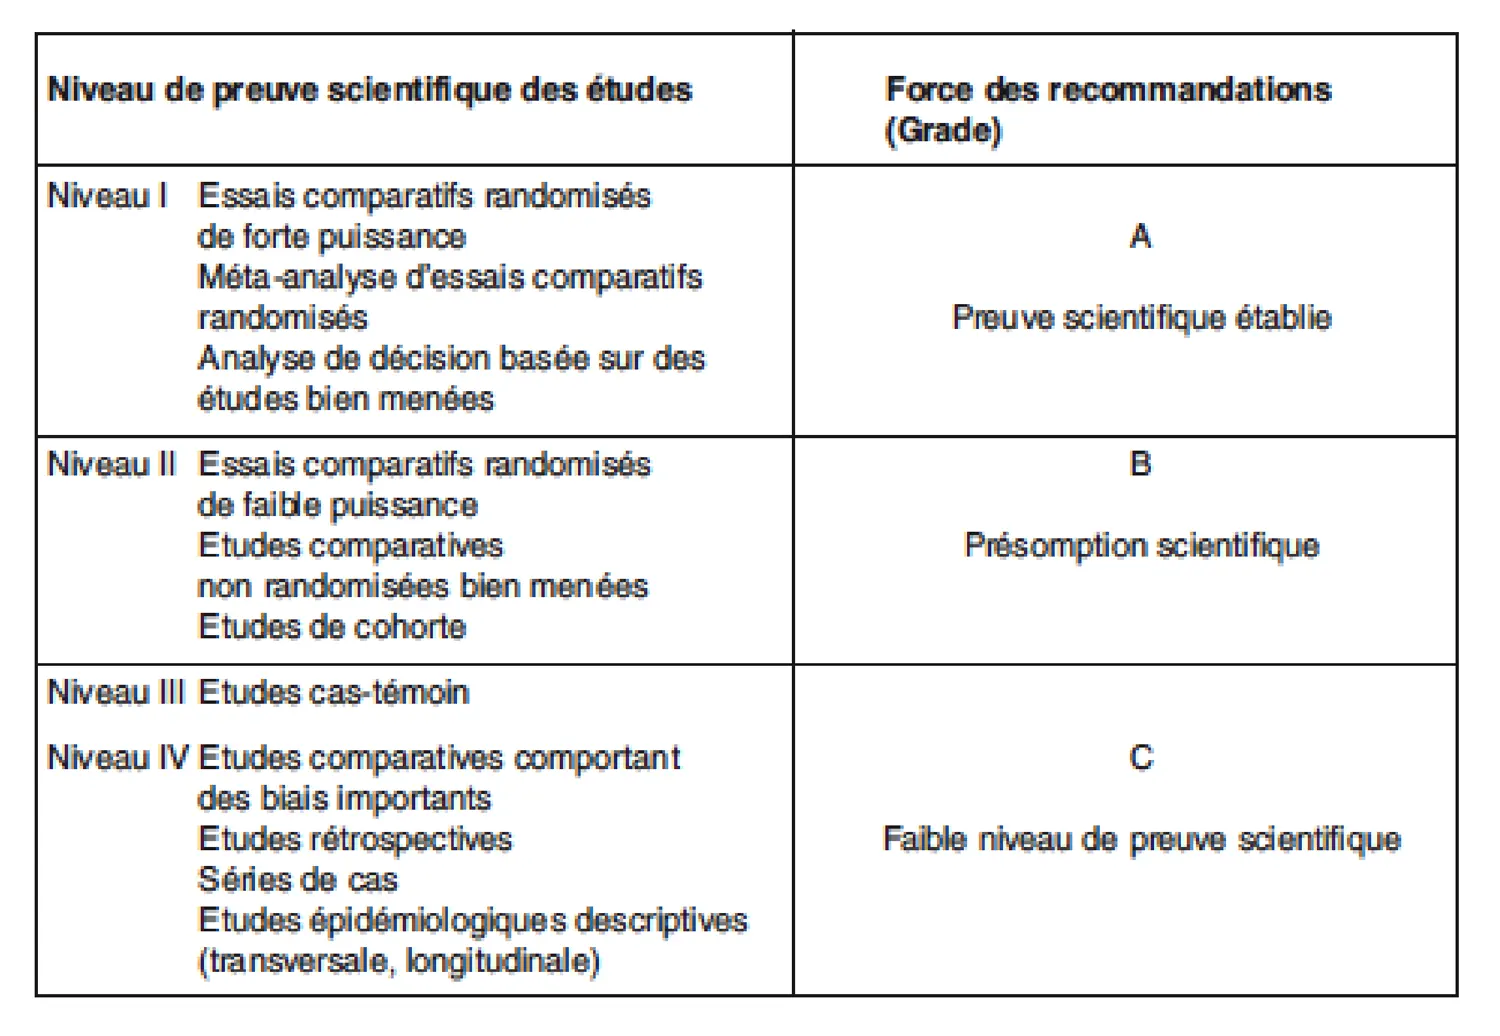 Niveau de preuve scientifique des études
Force des recommandations
(Grade)
Niveau I Essais comparatifs randomisés
de forte puissance
Méta-analyse d'essais comparatifs
randomisés
Analyse de décision basée sur des
études bien menées
A
Preuve scientifique établie
Niveau II Essais comparatifs randomisés
de faible puissance
Etudes comparatives
non randomisées bien menées
Etudes de cohorte
B
Présomption scientifique
Niveau III Etudes cas-témoin
Niveau IV Etudes comparatives comportant
des biais importants
Etudes rétrospectives
Séries de cas
Etudes épidémiologiques descriptives
(transversale, longitudinale)
C
Faible niveau de preuve scientifique